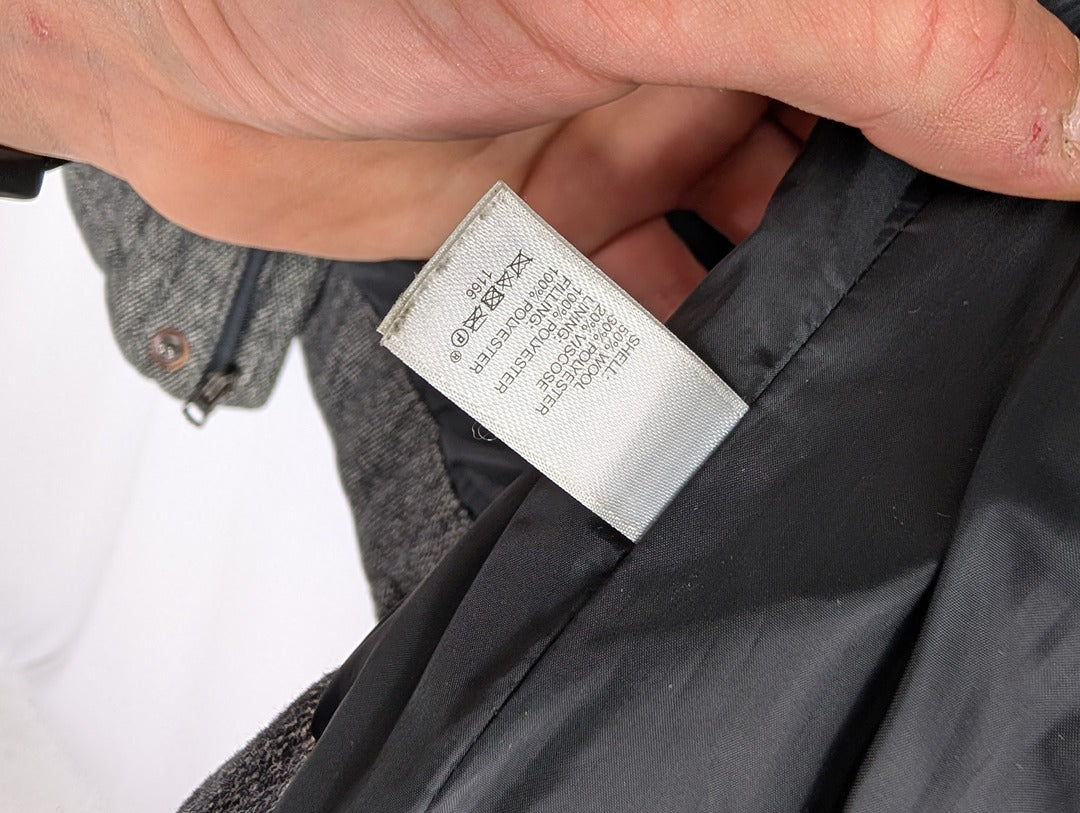 SHELL:
50% WOOL
30% POLYESTER
20% VISCOSE
LINING:
100% POLYESTER
FILLING:
100% POLYESTER
P ®
1166